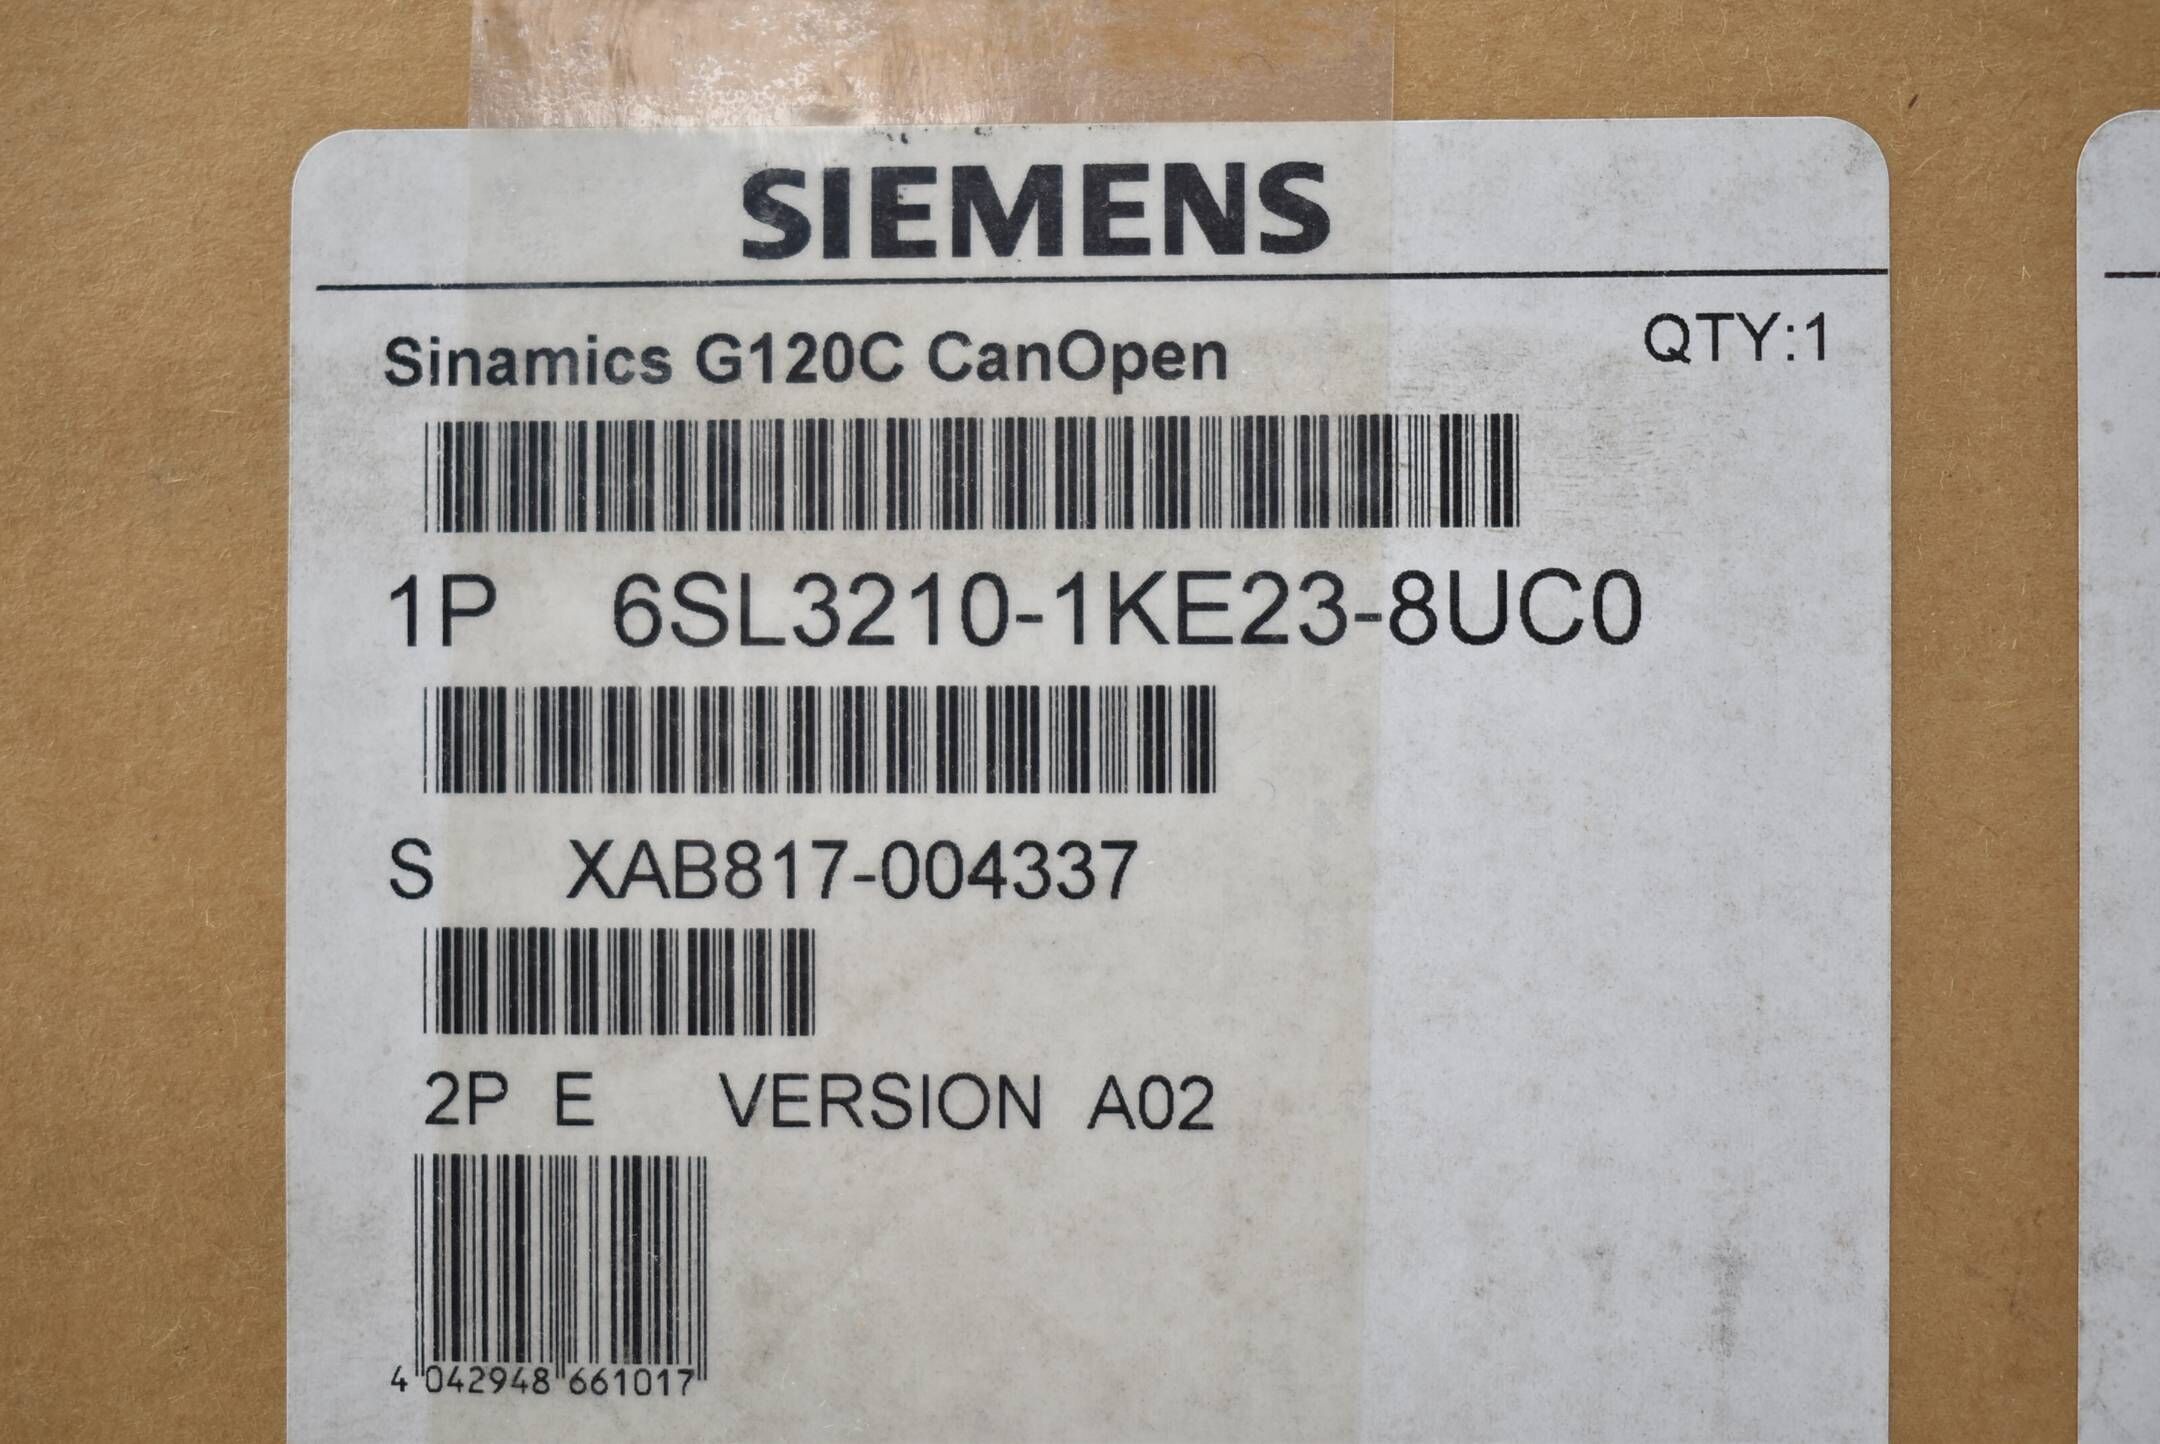 SIEMENS
Sinamics G120C CanOpen
QTY:1
1P 6SL3210-1KE23-8UC0
S XAB817-004337
2P E VERSION A02
4 042948 661017